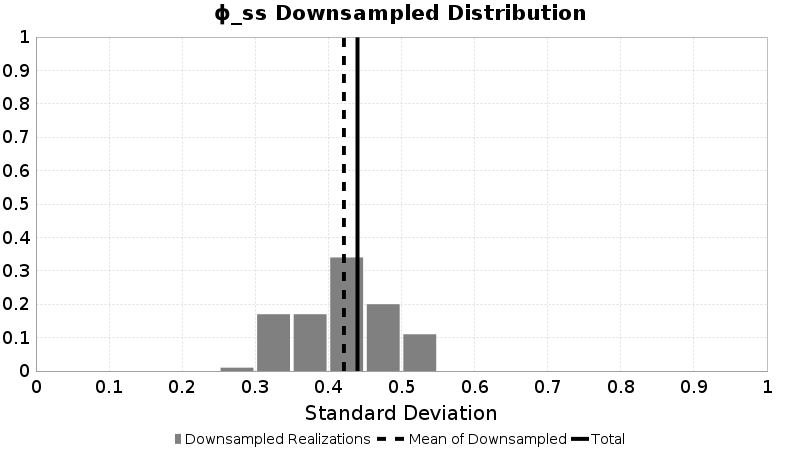 ϕ_ss Downsampled Distribution
1
0.9
0.8
0.7
0.6
0.5
0.4
0.3
0.2
0.1
0
0 0.1 0.2 0.3 0.4 0.5 0.6 0.7 0.8 0.9 1
Standard Deviation
Downsampled Realizations Mean of Downsampled Total